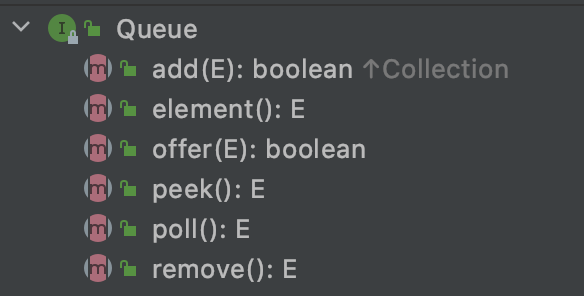 I Queue
m add(E): boolean ↑Collection
m element(): E
m offer(E): boolean
m peek(): E
m poll(): E
m remove(): E